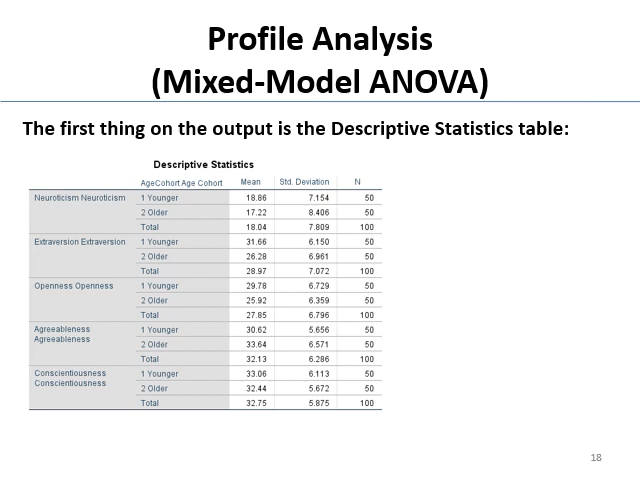 Profile Analysis
(Mixed-Model ANOVA)
The first thing on the output is the Descriptive Statistics table:
Descriptive Statistics
AgeCohort Age Cohort Mean Std. Deviation N
Neuroticism Neuroticism 1 Younger 18.86 7.154 50
2 Older 17.22 8.406 50
Total 18.04 7.809 100
Extraversion Extraversion 1 Younger 31.66 6.150 50
2 Older 26.28 6.961 50
Total 28.97 7.072 100
Openness Openness 1 Younger 29.78 6.729 50
2 Older 25.92 6.359 50
Total 27.85 6.796 100
Agreeableness 1 Younger 30.62 5.656 50
Agreeableness
2 Older 33.64 6.571 50
Total 32.13 6.286 100
Conscientiousness 1 Younger 33.06 6.113 50
Conscientiousness
2 Older 32.44 5.672 50
Total 32.75 5.875 100
18